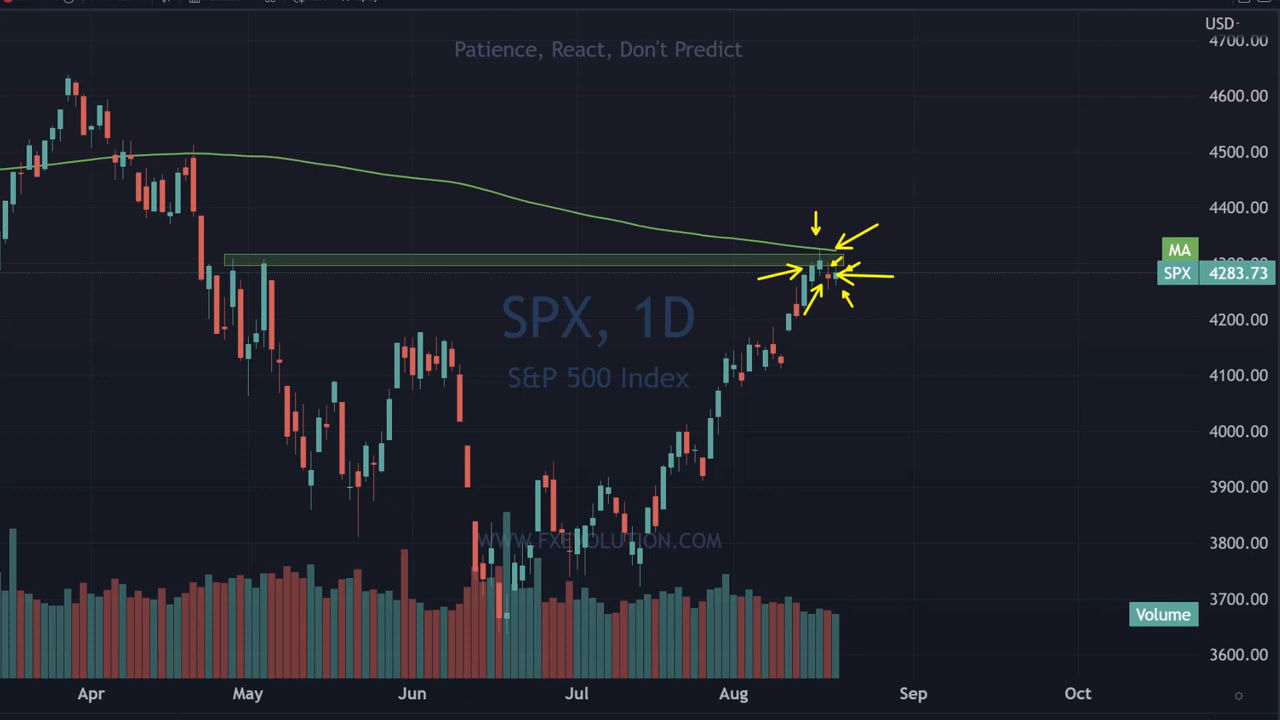 USD
4700.00
Patience, React, Don't Predict
4600.00
4500.00
4400.00
MA
4300.00
SPX 4283.73
SPX, 1D
4200.00
S&P 500 Index
4100.00
4000.00
3900.00
WWW.FXEVOLUTION.COM
3800.00
3700.00
Volume
3600.00
Apr May Jun Jul Aug Sep Oct